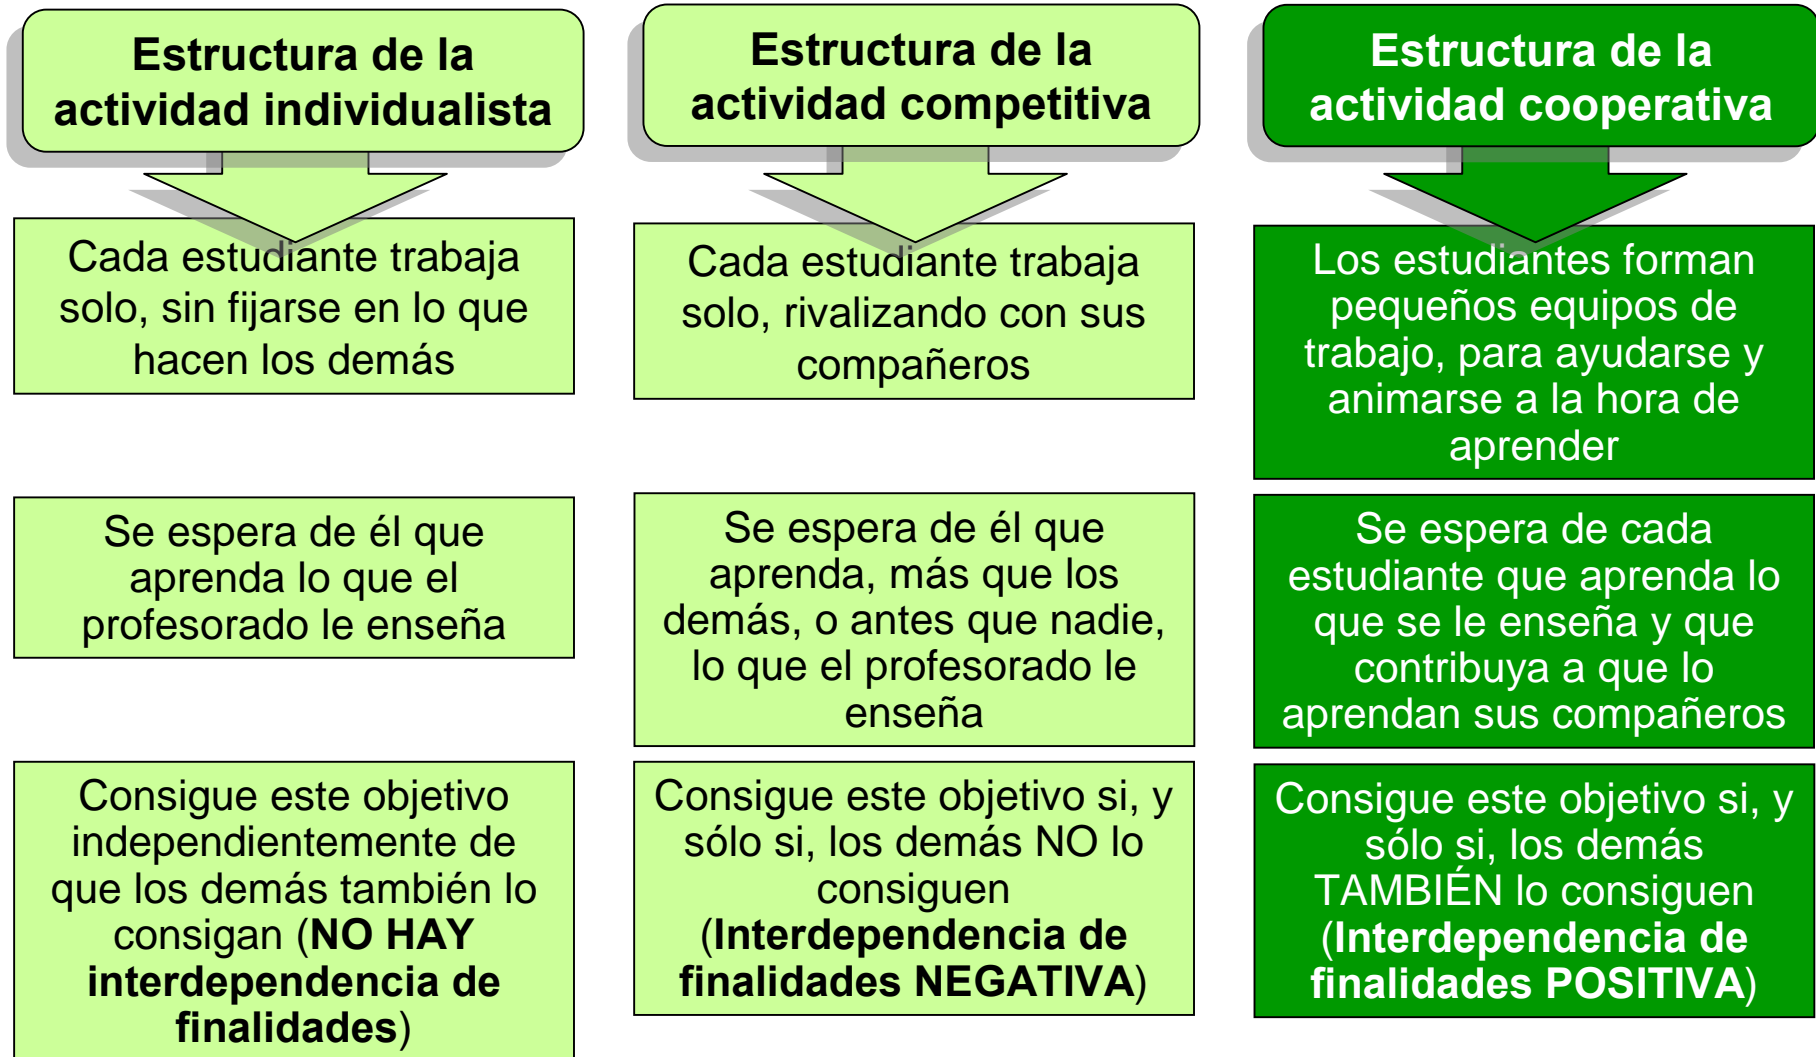 Estructura de la
actividad individualista
Cada estudiante trabaja
solo, sin fijarse en lo que
hacen los demás
Se espera de él que
aprenda lo que el
profesorado le enseña
Consigue este objetivo
independientemente de
que los demás también lo
consigan (NO HAY
interdependencia de
finalidades)
Estructura de la
actividad competitiva
Cada estudiante trabaja
solo, rivalizando con sus
compañeros
Se espera de él que
aprenda, más que los
demás, o antes que nadie,
lo que el profesorado le
enseña
Consigue este objetivo si, y
sólo si, los demás NO lo
consiguen
(Interdependencia de
finalidades NEGATIVA)
Estructura de la
actividad cooperativa
Los estudiantes forman
pequeños equipos de
trabajo, para ayudarse y
animarse a la hora de
aprender
Se espera de cada
estudiante que aprenda lo
que se le enseña y que
contribuya a que lo
aprendan sus compañeros
Consigue este objetivo si, y
sólo si, los demás
TAMBIÉN lo consiguen
(Interdependencia de
finalidades POSITIVA)